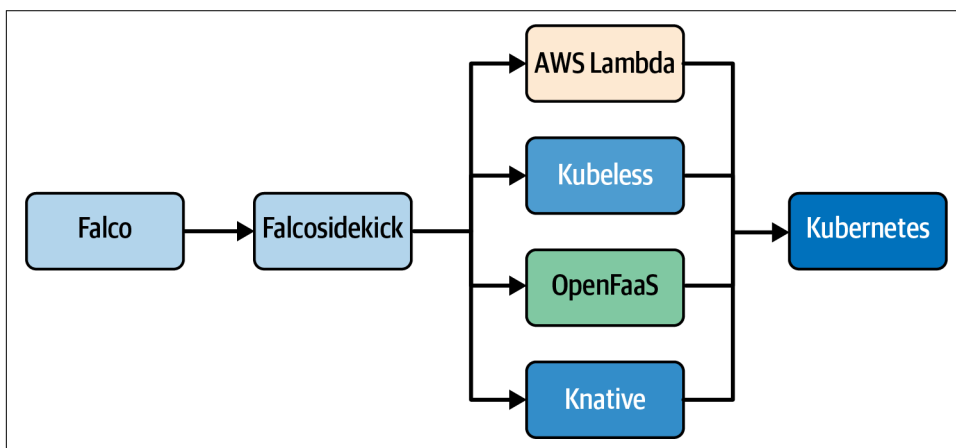 Falco
Falcosidekick
AWS Lambda
Kubeless
OpenFaaS
Knative
Kubernetes